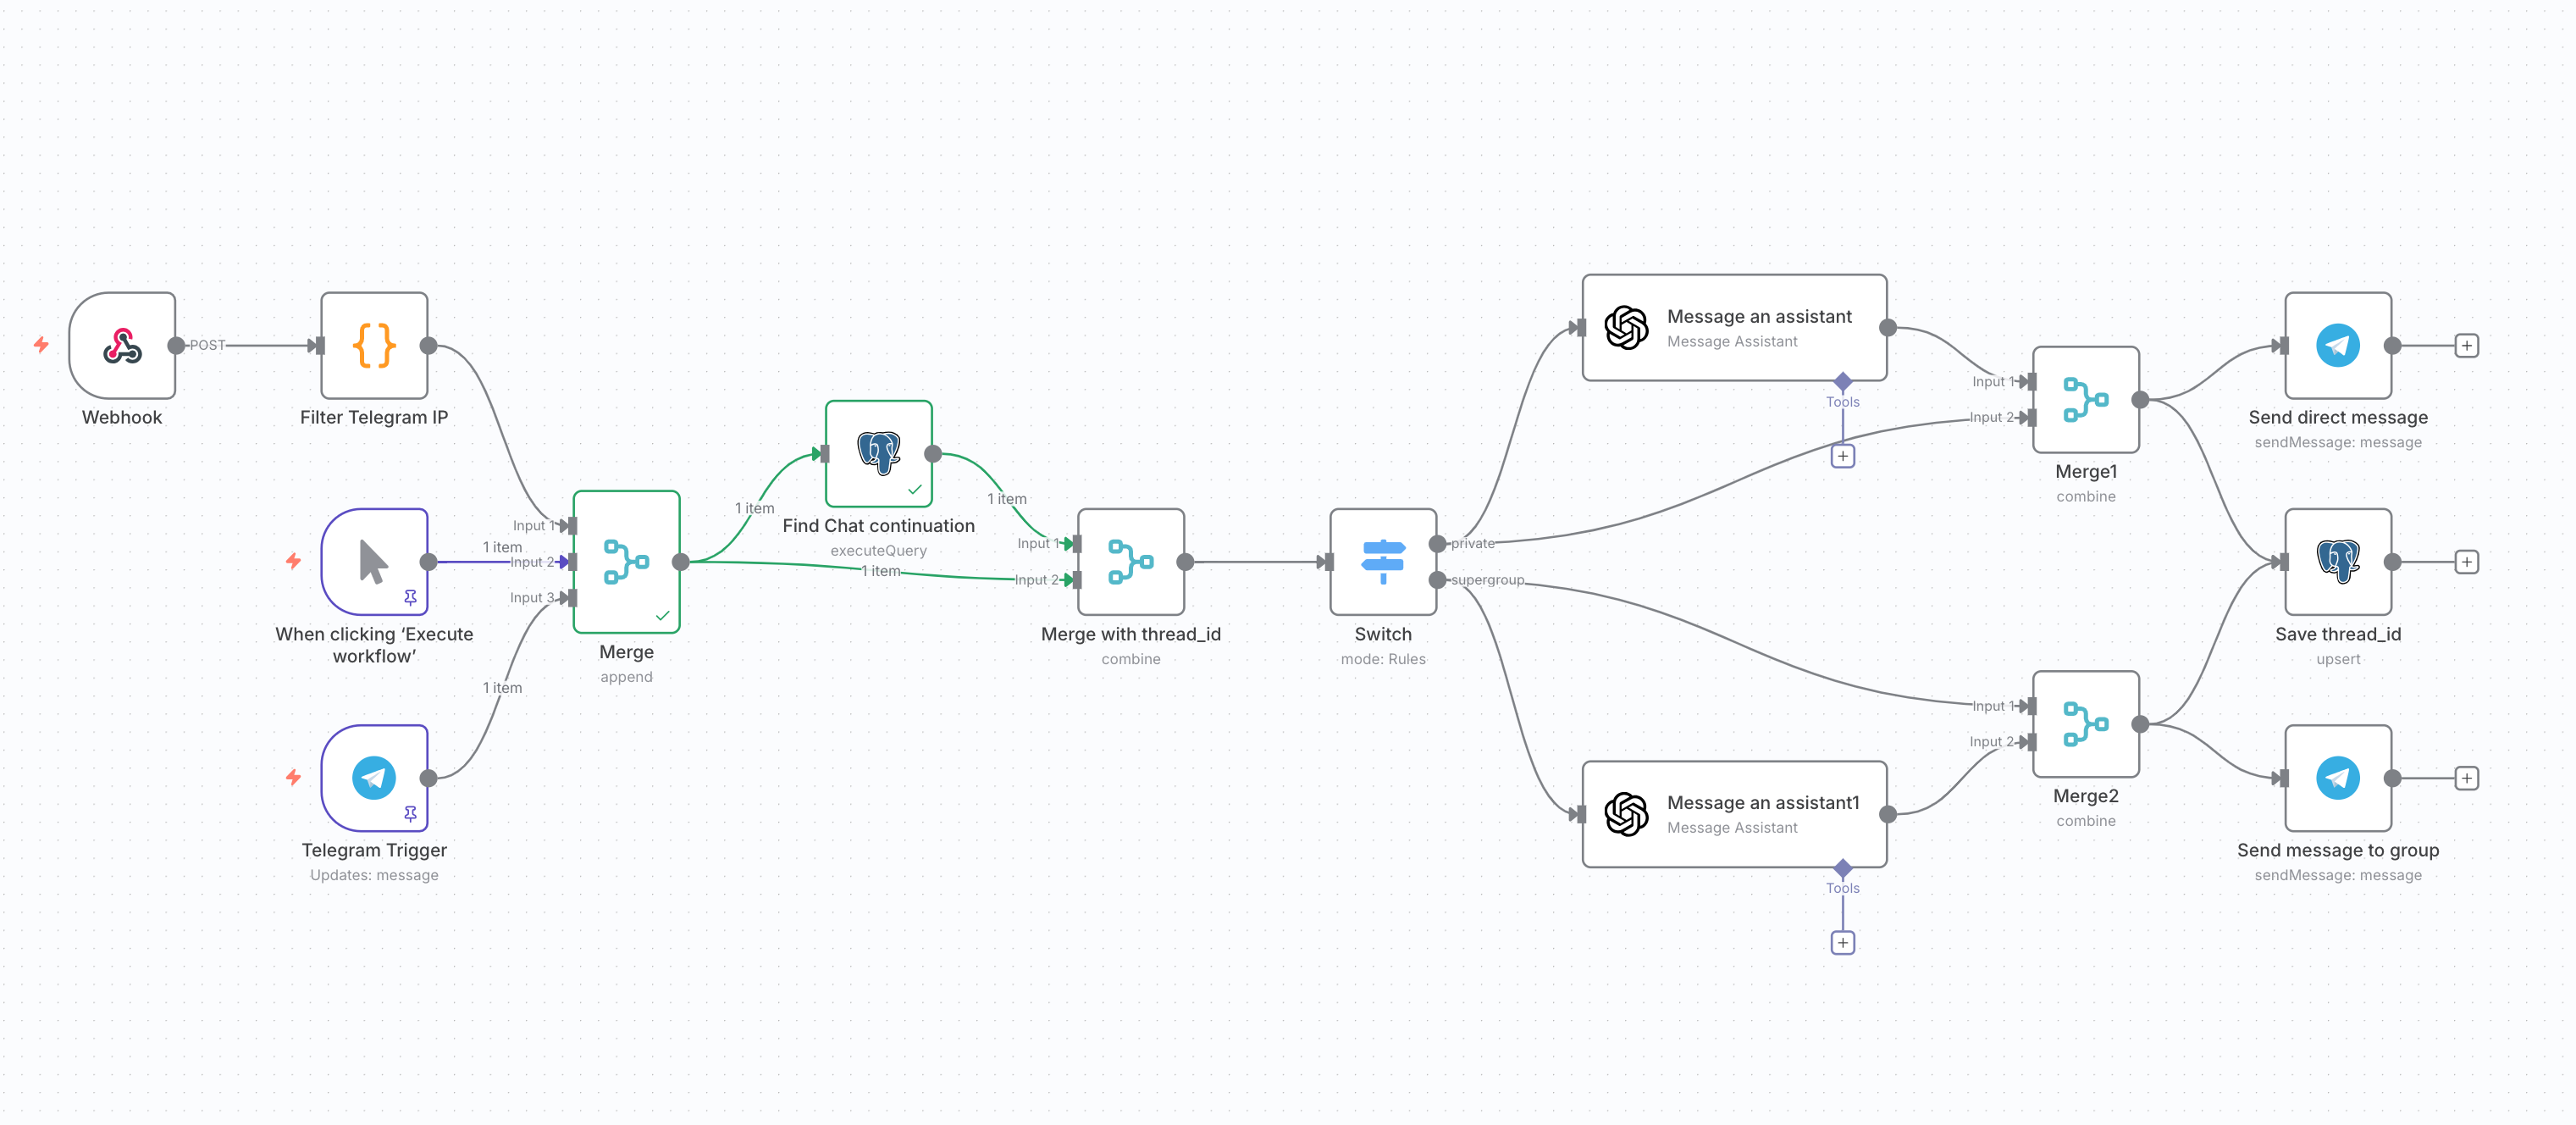 POST
Webhook
Filter Telegram IP
1 item
When clicking ‘Execute
workflow’
1 item
Telegram Trigger
Updates: message
Input 1
Input 2
Input 3
Merge
append
1 item
1 item
Find Chat continuation
executeQuery
1 item
Input 1
Input 2
Merge with thread_id
combine
Switch
mode: Rules
private
supergroup
Message an assistant
Message Assistant
Tools
Message an assistant1
Message Assistant
Tools
Input 1
Input 2
Merge1
combine
Input 1
Input 2
Merge2
combine
Send direct message
sendMessage: message
Save thread_id
upsert
Send message to group
sendMessage: message